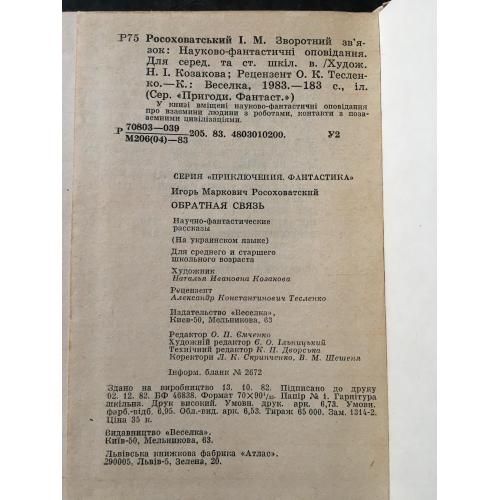 Р75 Росоховатський І. М. Зворотний зв'я-
зок: Науково-фантастичні оповідання.
Для серед. та ст. шкіл. в. /Худож.
Н. І. Козакова; Рецензент О. К. Теслен-
ко.—К.: Веселка, 1983.—183 с., іл.
(Сер. «Пригоди. Фантаст.»)
У книзі вміщені науково-фантастичні оповідання
про взаємини людини з роботами, контакти з поза-
земними цивілізаціями.
Р 70803—039
М206(04)—83 205. 83. 4803010200. У2
СЕРИЯ «ПРИКЛЮЧЕНИЯ. ФАНТАСТИКА»
Игорь Маркович Росоховатский
ОБРАТНАЯ СВЯЗЬ
Научно-фантастические
рассказы
(На украинском языке)
Для среднего и старшего
школьного возраста
Художник
Наталья Ивановна Козакова
Рецензент
Александр Константинович Тесленко
Издательство «Веселка».
Киев-50, Мельникова, 63
Редактор О. П. Ємченко
Художній редактор Є. О. Ільницький
Технічний редактор К. П. Дворська
Коректори Л. К. Скрипченко, В. М. Шешеня
Інформ. бланк № 2672
Здано на виробництво 13. 10. 82. Підписано до друку
02. 12. 82. БФ 46838. Формат 70×90¹/₃₂. Папір № 1. Гарнітура
шкільна. Друк високий. Умовн. друк. арк. 6,73. Умовн.
фарб.-відб. 6,95. Обл.-вид. арк. 6,53. Тираж 65 000. Зам. 1314-2.
Ціна 35 к.
Видавництво «Веселка».
Київ-50, Мельникова, 63.
Львівська книжкова фабрика «Атлас».
290005, Львів-5, Зелена, 20.